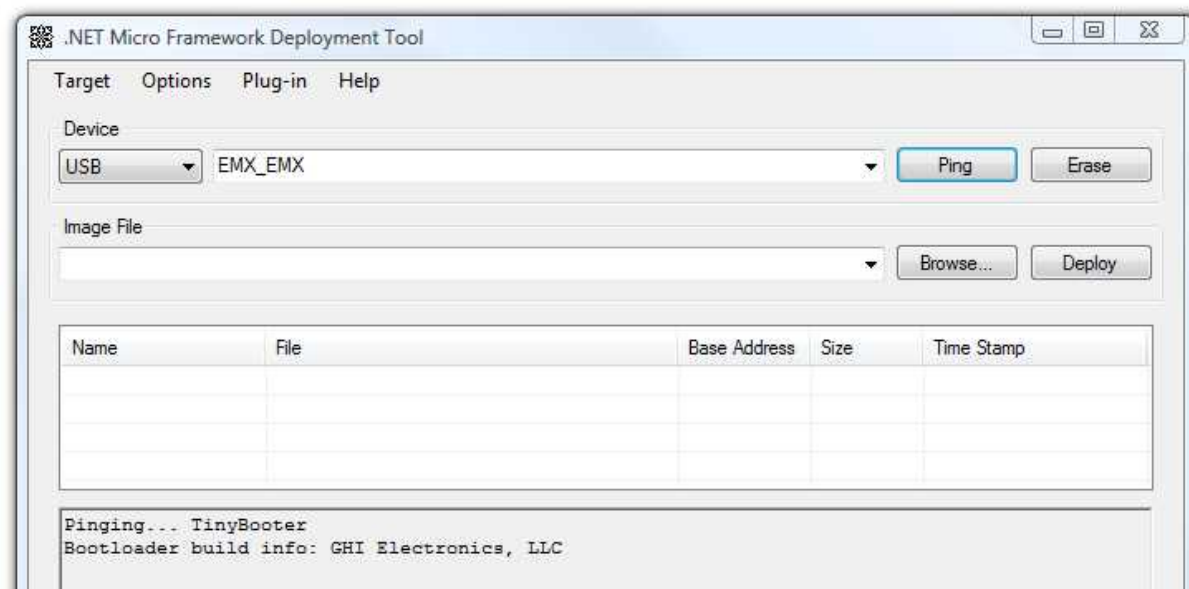 .NET Micro Framework Deployment Tool
Target Options Plug-in Help
Device
USB EMX_EMX Ping Erase
Image File
Browse... Deploy
Name File Base Address Size Time Stamp
Pinging... TinyBooter
Bootloader build info: GHI Electronics, LLC